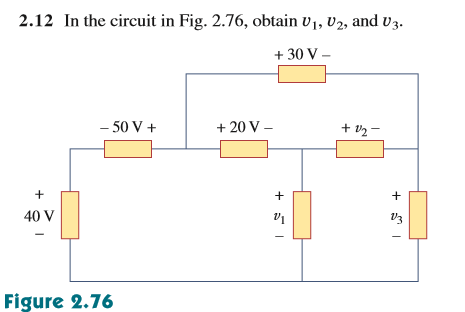 2.12 In the circuit in Fig. 2.76, obtain v1, v2, and v3.
+ 30 V –
– 50 V +
+ 20 V –
+ v2 –
+
40 V
–
+
v1
–
+
v3
–
Figure 2.76